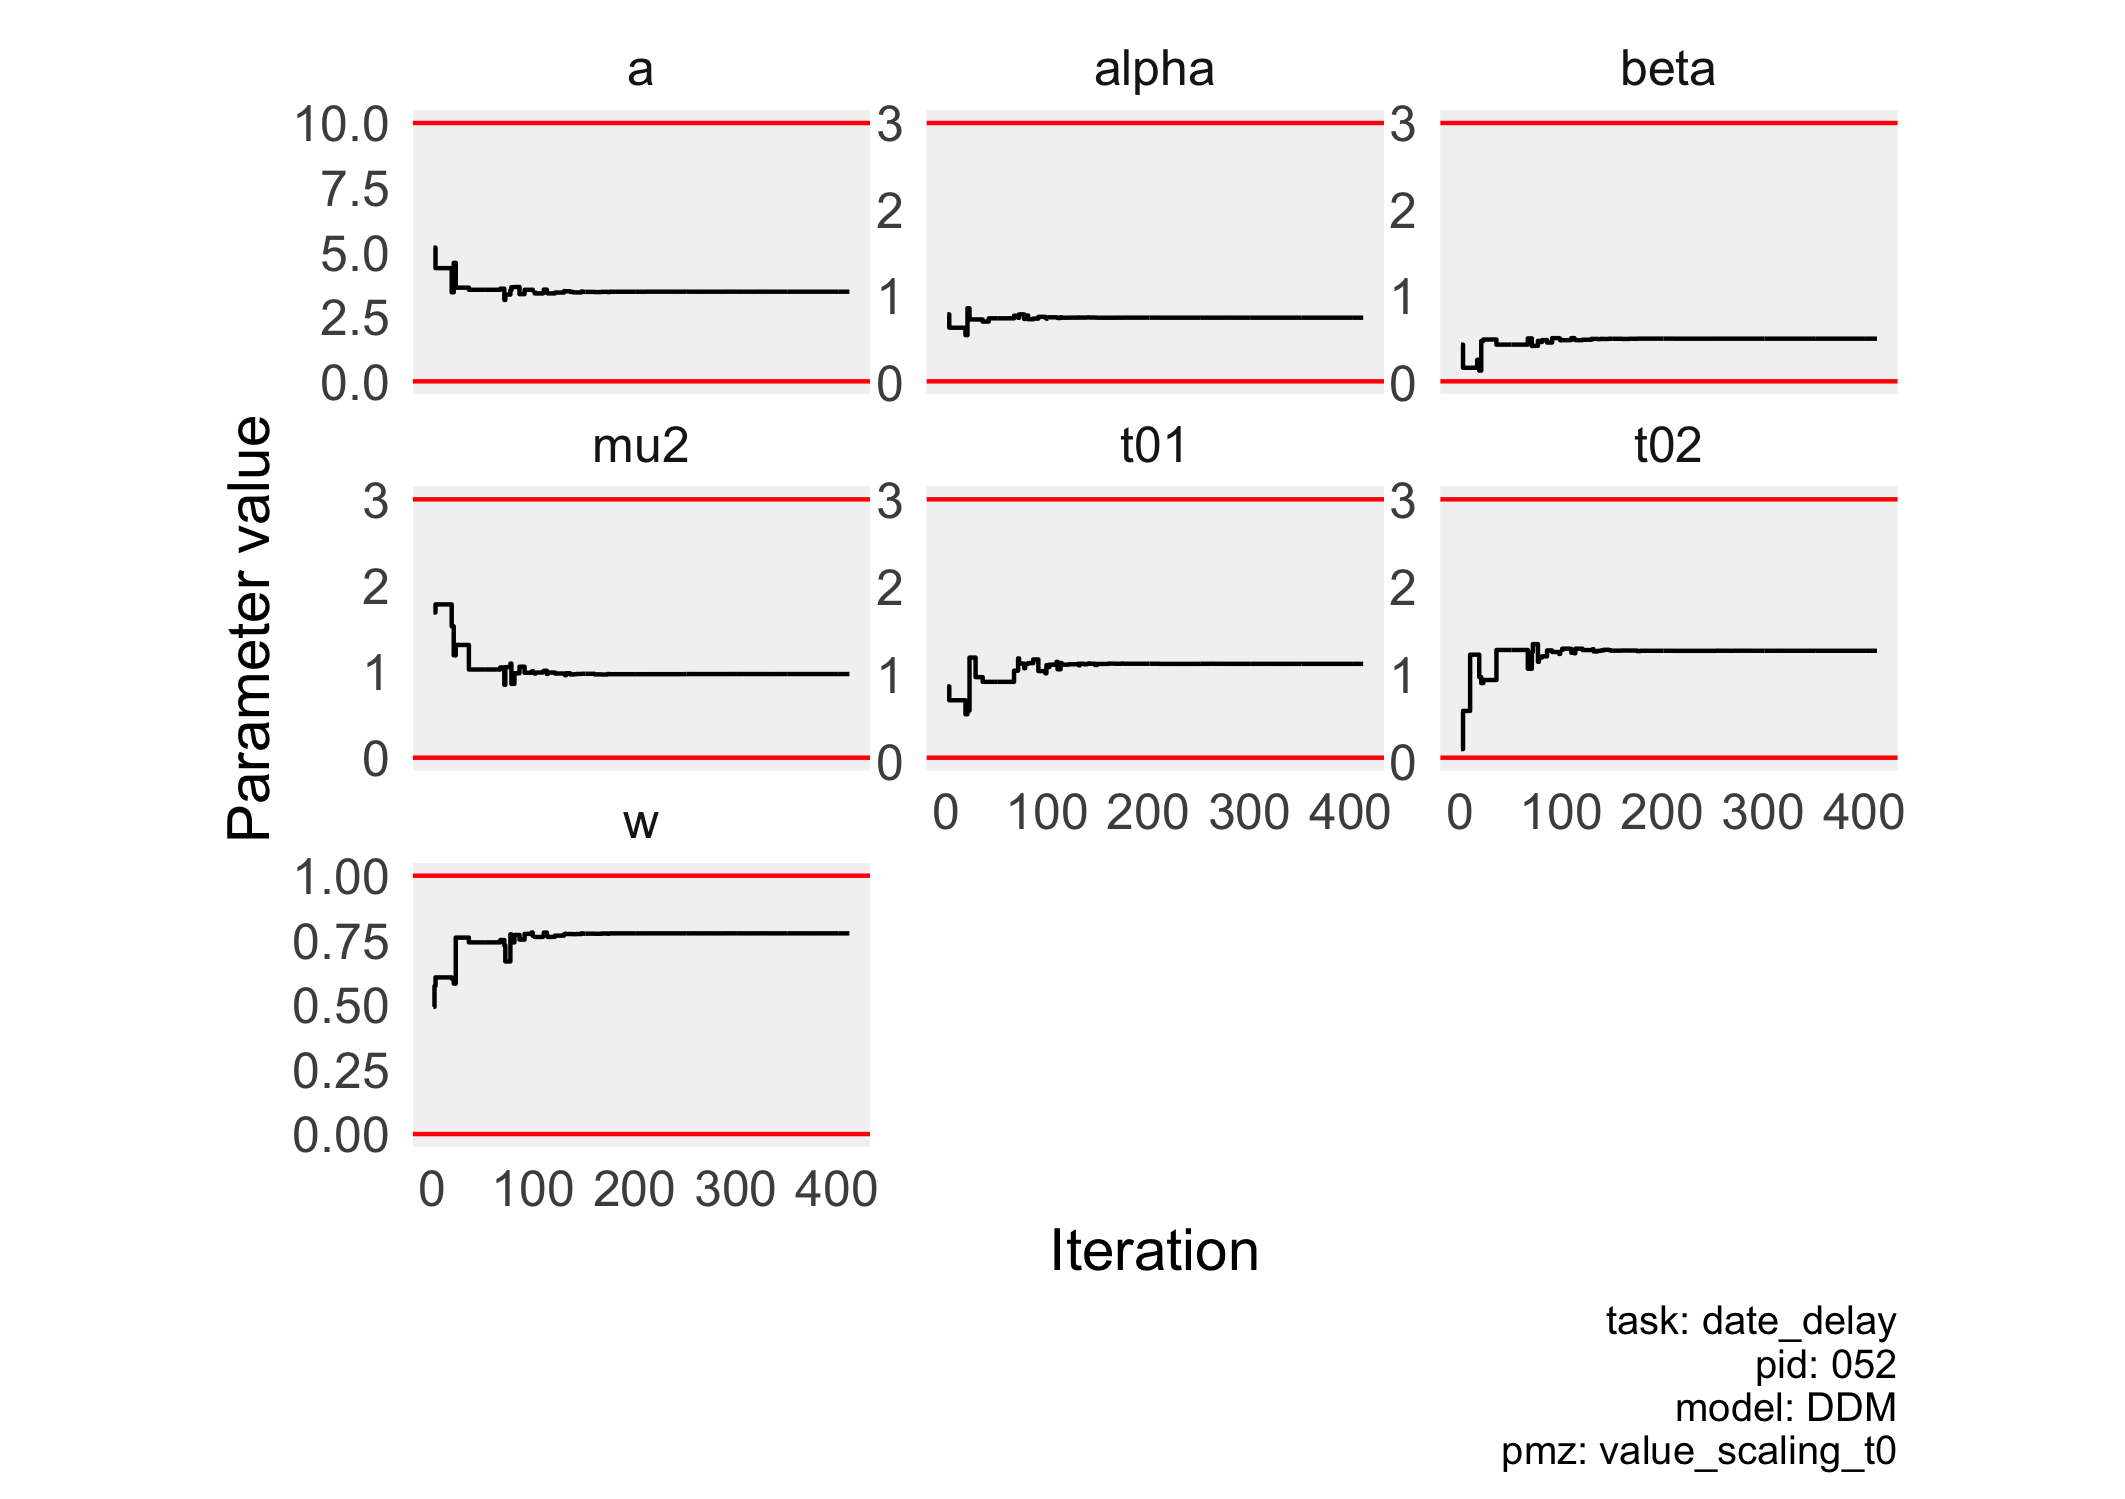 a
alpha
beta
10.0
7.5
5.0
2.5
0.0
3
2
1
0
3
2
1
0
mu2
t01
t02
3
2
1
0
3
2
1
0
3
2
1
0
0 100 200 300 400
0 100 200 300 400
w
1.00
0.75
0.50
0.25
0.00
0 100 200 300 400
Parameter value
Iteration
task: date_delay
pid: 052
model: DDM
pmz: value_scaling_t0